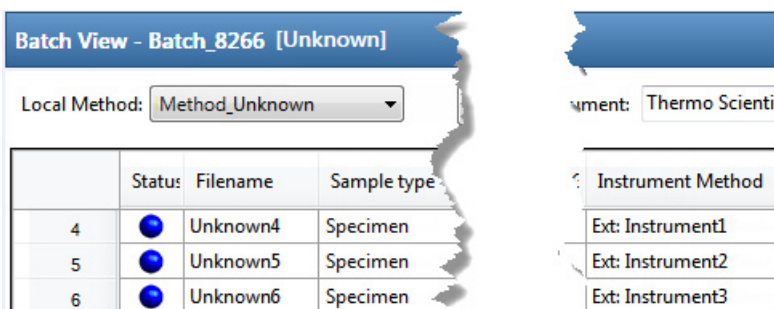 Batch View - Batch_8266 [Unknown]
Local Method: Method_Unknown Thermo
Status Filename Sample type ? Instrument Method
4 Unknown4 Specimen Ext: Instrument1
5 Unknown5 Specimen Ext: Instrument2
6 Unknown6 Specimen Ext: Instrument3